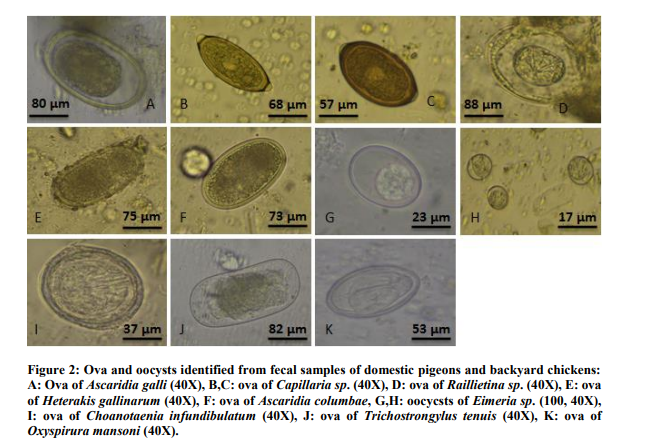 80 μm A
B 68 μm
57 μm C
88 μm D
E 75 μm
F 73 μm
G 23 μm
H 17 μm
I 37 μm
J 82 μm
K 53 μm
Figure 2: Ova and oocysts identified from fecal samples of domestic pigeons and backyard chickens:
A: Ova of Ascaridia galli (40X), B,C: ova of Capillaria sp. (40X), D: ova of Raillietina sp. (40X), E: ova
of Heterakis gallinarum (40X), F: ova of Ascaridia columbae, G,H: oocycsts of Eimeria sp. (100, 40X),
I: ova of Choanotaenia infundibulatum (40X), J: ova of Trichostrongylus tenuis (40X), K: ova of
Oxyspirura mansoni (40X).